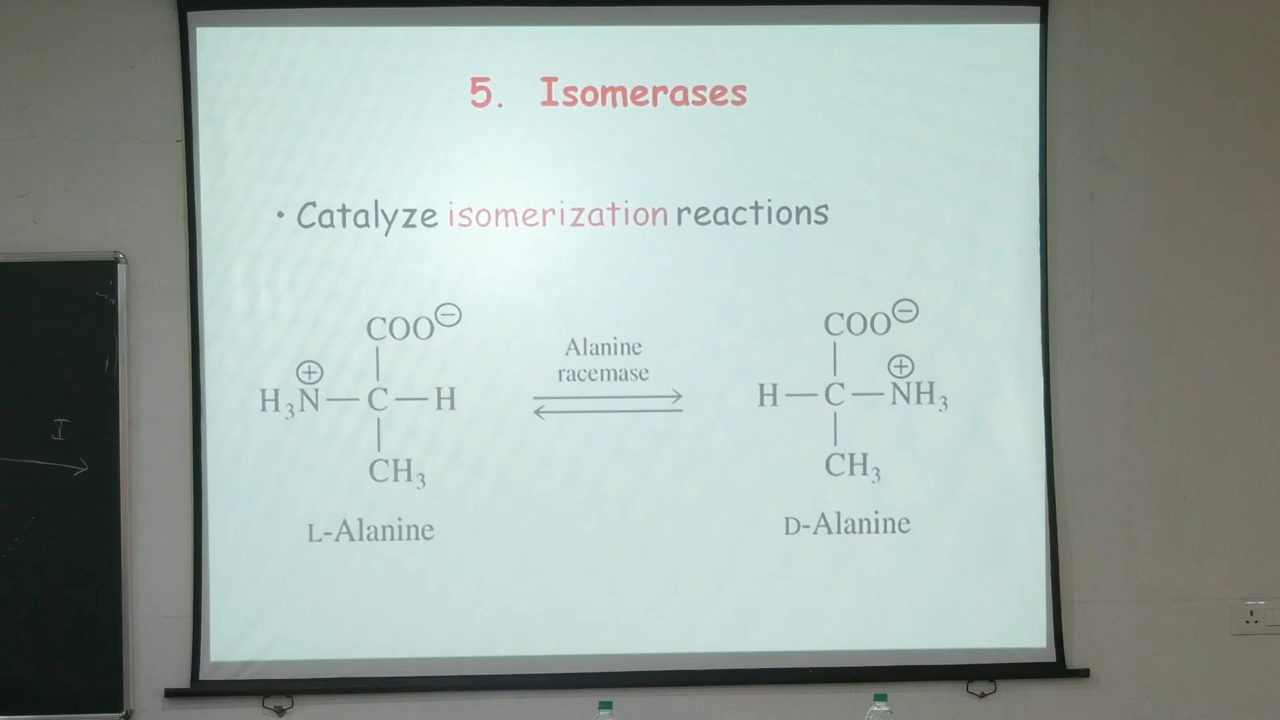 5. Isomerases
• Catalyze isomerization reactions
COO⊖
⊕
H₃N—C—H
CH₃
L-Alanine
Alanine
racemase
COO⊖
⊕
H—C—NH₃
CH₃
D-Alanine
I